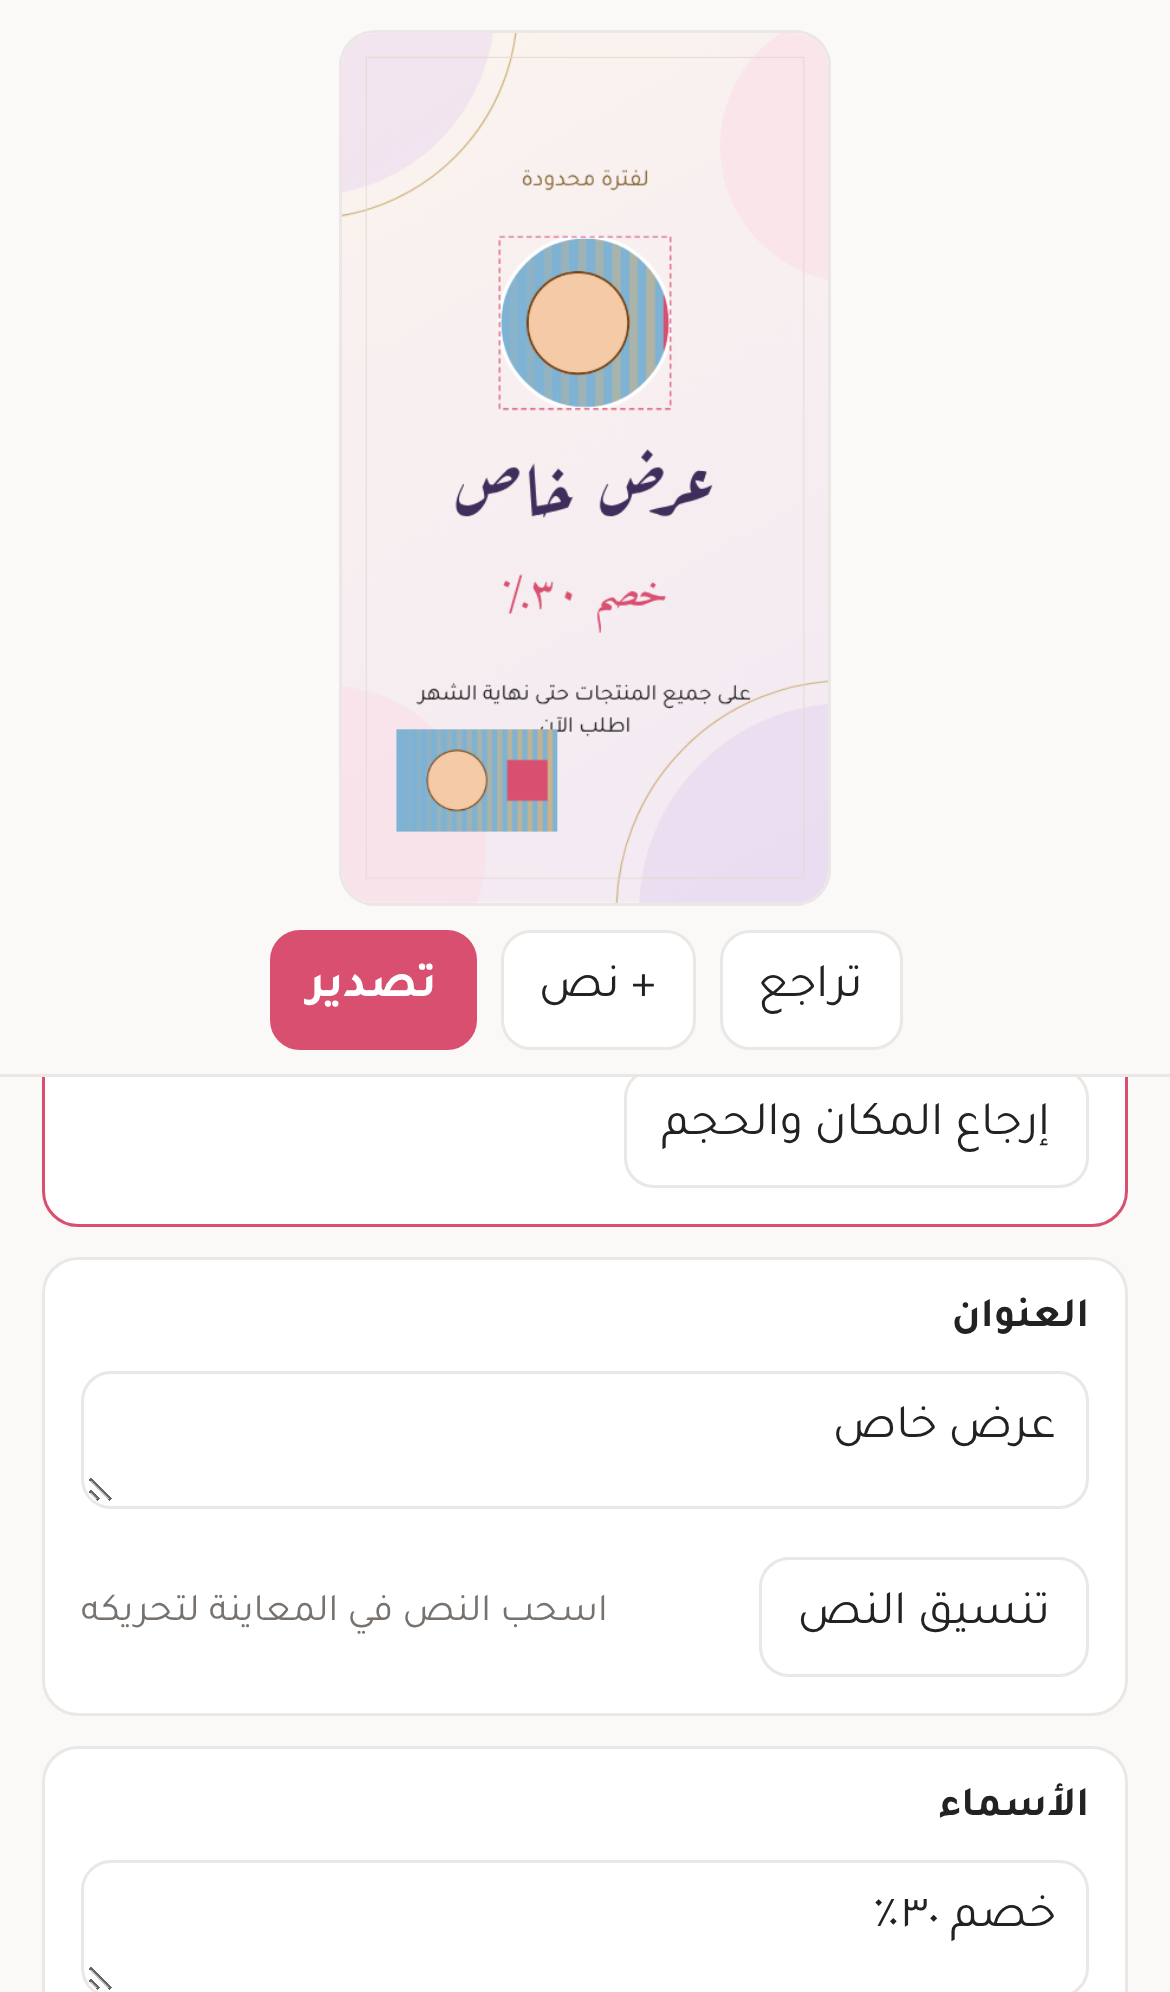 لفترة محدودة
عرض خاص
خصم ٣٠٪
على جميع المنتجات حتى نهاية الشهر
اطلب الآن
تراجع
+ نص
تصدير
إرجاع المكان والحجم
العنوان
عرض خاص
تنسيق النص
اسحب النص في المعاينة لتحريكه
الأسماء
خصم ٣٠٪